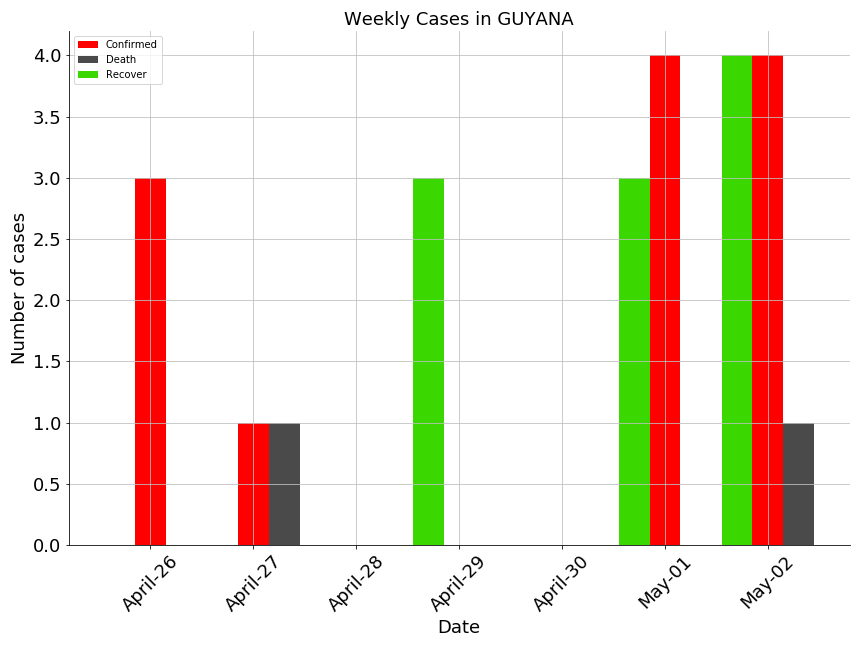 Weekly Cases in GUYANA
Confirmed
Death
Recover
Number of cases
4.0
3.5
3.0
2.5
2.0
1.5
1.0
0.5
0.0
April-26
April-27
April-28
April-29
April-30
May-01
May-02
Date